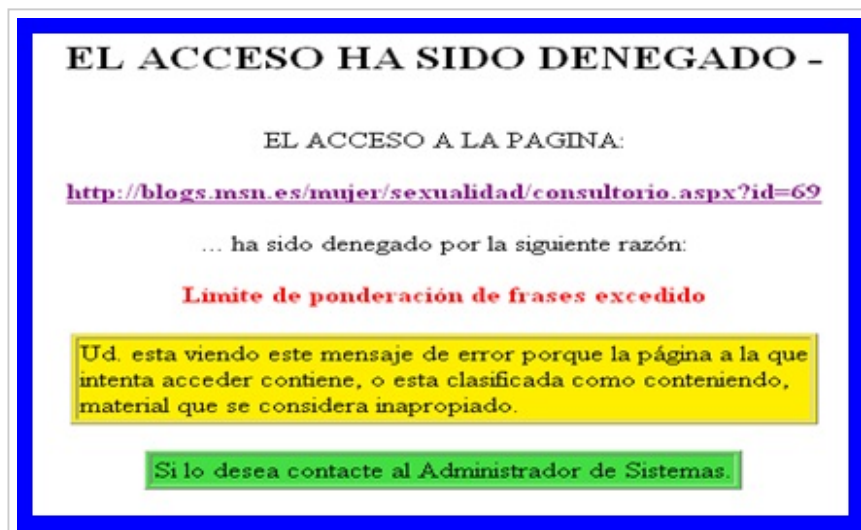 EL ACCESO HA SIDO DENEGADO -
EL ACCESO A LA PAGINA:
http://blogs.msn.es/mujer/sexualidad/consultorio.aspx?id=69
... ha sido denegado por la siguiente razón:
Límite de ponderación de frases excedido
Ud. esta viendo este mensaje de error porque la página a la que
intenta acceder contiene, o esta clasificada como conteniendo,
material que se considera inapropiado.
Si lo desea contacte al Administrador de Sistemas.